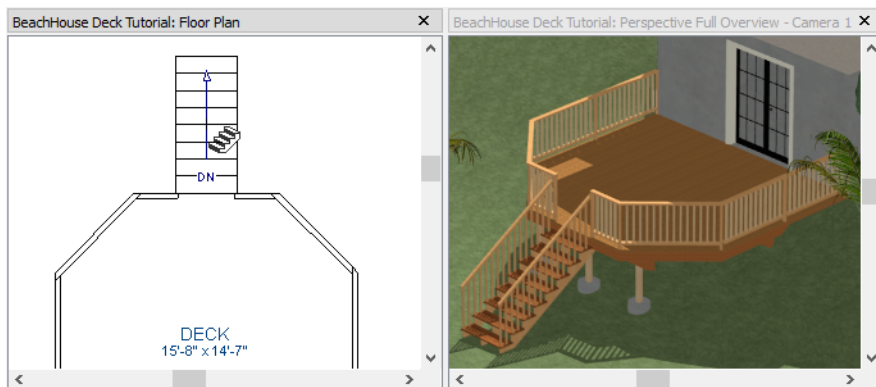 BeachHouse Deck Tutorial: Floor Plan
BeachHouse Deck Tutorial: Perspective Full Overview - Camera 1
DN
DECK
15'-8" x 14'-7"